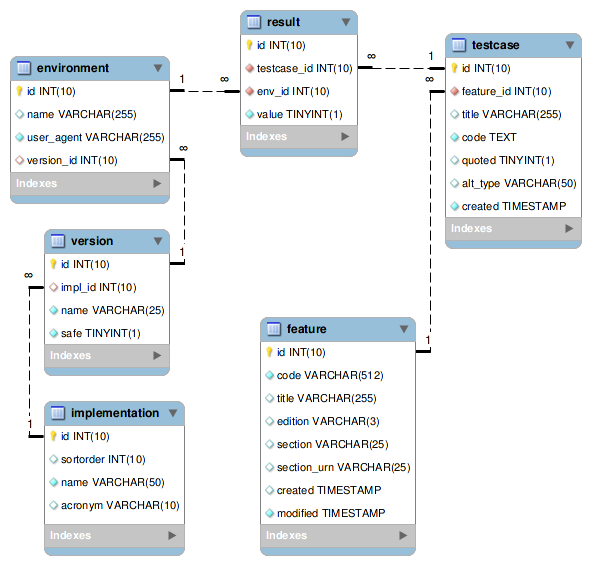 result
id INT(10)
testcase_id INT(10)
env_id INT(10)
value TINYINT(1)
Indexes
testcase
id INT(10)
feature_id INT(10)
title VARCHAR(255)
code TEXT
quoted TINYINT(1)
alt_type VARCHAR(50)
created TIMESTAMP
Indexes
environment
id INT(10)
name VARCHAR(255)
user_agent VARCHAR(255)
version_id INT(10)
Indexes
version
id INT(10)
impl_id INT(10)
name VARCHAR(25)
safe TINYINT(1)
Indexes
implementation
id INT(10)
sortorder INT(10)
name VARCHAR(50)
acronym VARCHAR(10)
Indexes
feature
id INT(10)
code VARCHAR(512)
title VARCHAR(255)
edition VARCHAR(3)
section VARCHAR(25)
section_urn VARCHAR(25)
created TIMESTAMP
modified TIMESTAMP
Indexes
1
∞
∞
1
∞
1
∞
1
∞
1